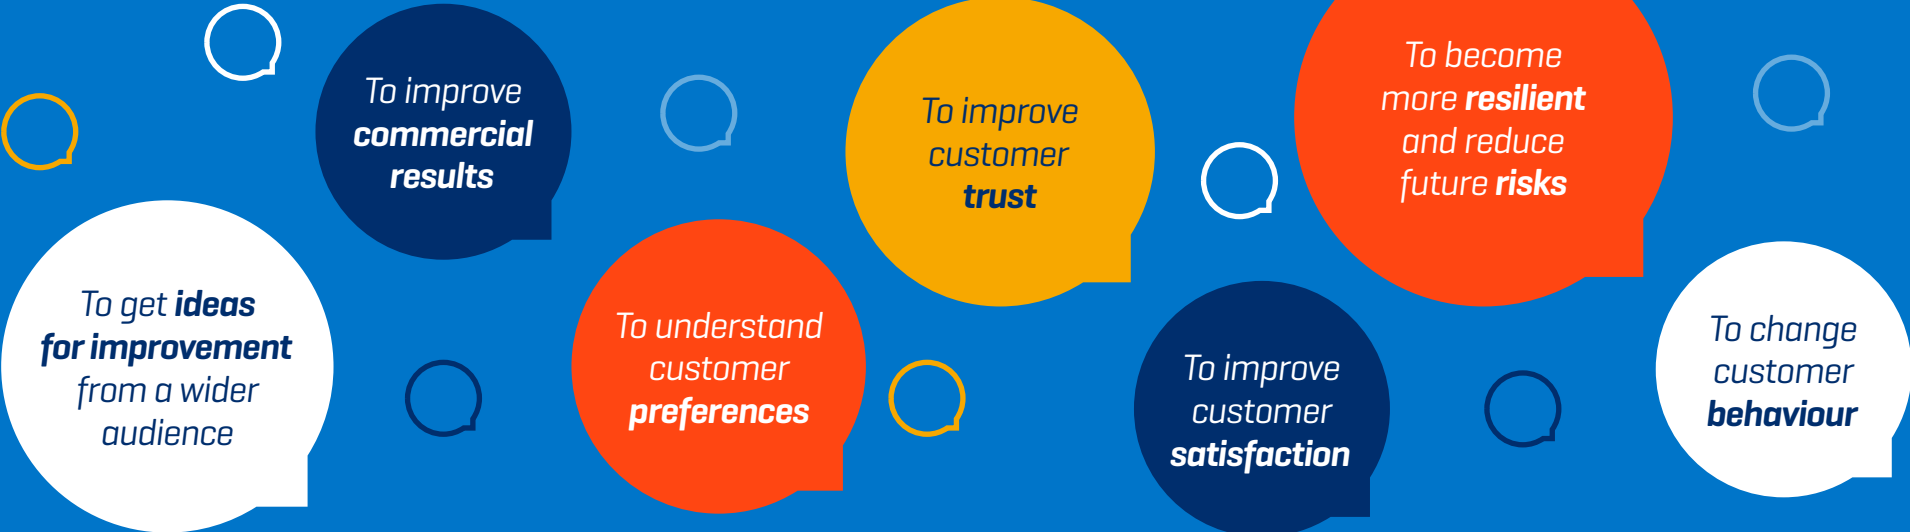 To get ideas
for improvement
from a wider
audience
To improve
commercial
results
To understand
customer
preferences
To improve
customer
trust
To improve
customer
satisfaction
To become
more resilient
and reduce
future risks
To change
customer
behaviour